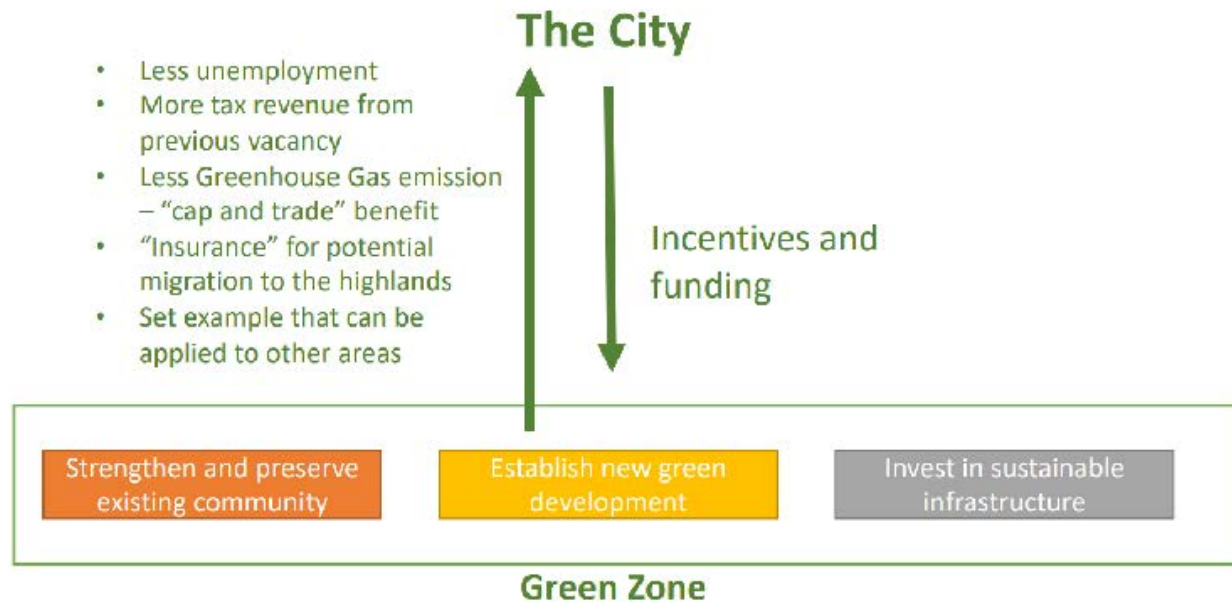 The City
• Less unemployment
• More tax revenue from
previous vacancy
• Less Greenhouse Gas emission
– “cap and trade” benefit
• “Insurance” for potential
migration to the highlands
• Set example that can be
applied to other areas
Incentives and
funding
Strengthen and preserve
existing community
Establish new green
development
Invest in sustainable
infrastructure
Green Zone